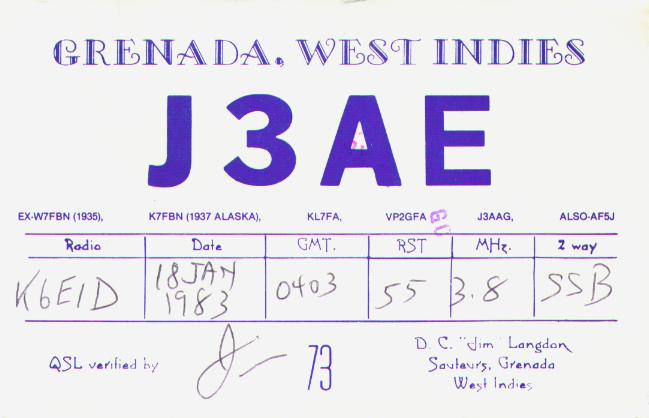 GRENADA, WEST INDIES
J3AE
EX-W7FBN (1935), K7FBN (1937 ALASKA), KL7FA, VP2GFA J3AAG, ALSO-AF5J
Radio Date GMT. RST MHz. 2 way
K6EID 18 JAN 1983 0403 55 3.8 SSB
QSL verified by Jim 73
D. C. "Jim" Langdon
Sauteurs, Grenada
West Indies